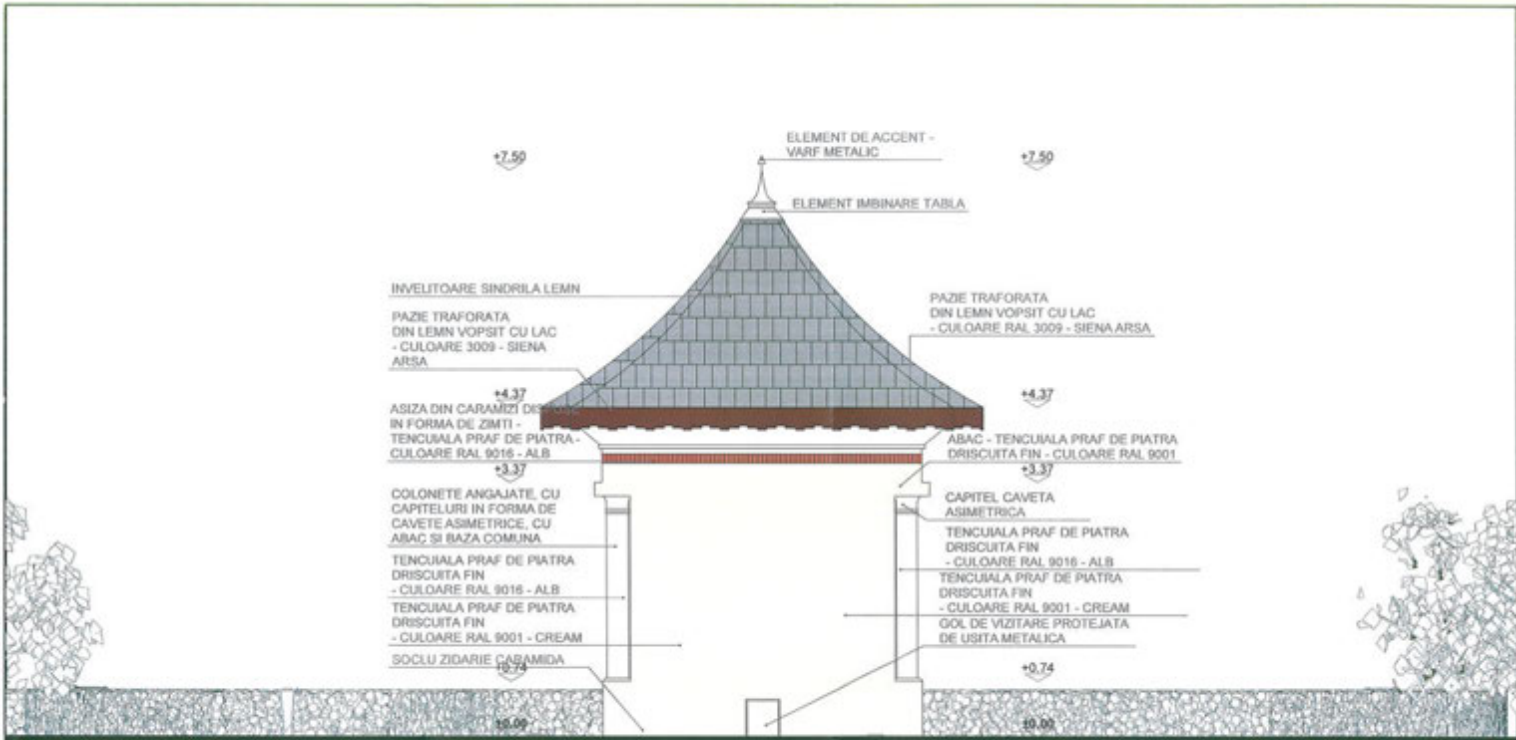 ELEMENT DE ACCENT -
VARF METALIC
+7.50
+7.50
ELEMENT IMBINARE TABLA
INVELITOARE SINDRILA LEMN
PAZIE TRAFORATA
DIN LEMN VOPSIT CU LAC
- CULOARE 3009 - SIENA
ARSA
PAZIE TRAFORATA
DIN LEMN VOPSIT CU LAC
- CULOARE RAL 3009 - SIENA ARSA
+4.37
+4.37
ASIZA DIN CARAMIZI DISPUSE
IN FORMA DE ZIMTI -
TENCUIALA PRAF DE PIATRA -
CULOARE RAL 9016 - ALB
ABAC - TENCUIALA PRAF DE PIATRA
DRISCUITA FIN - CULOARE RAL 9001
+3.37
+3.37
COLONETE ANGAJATE, CU
CAPITELURI IN FORMA DE
CAVETE ASIMETRICE, CU
ABAC SI BAZA COMUNA
CAPITEL CAVETA
ASIMETRICA
TENCUIALA PRAF DE PIATRA
DRISCUITA FIN
- CULOARE RAL 9016 - ALB
TENCUIALA PRAF DE PIATRA
DRISCUITA FIN
- CULOARE RAL 9016 - ALB
TENCUIALA PRAF DE PIATRA
DRISCUITA FIN
- CULOARE RAL 9001 - CREAM
TENCUIALA PRAF DE PIATRA
DRISCUITA FIN
- CULOARE RAL 9001 - CREAM
GOL DE VIZITARE PROTEJATA
DE USITA METALICA
SOCLU ZIDARIE CARAMIDA
+0.74
+0.74
±0.00
±0.00